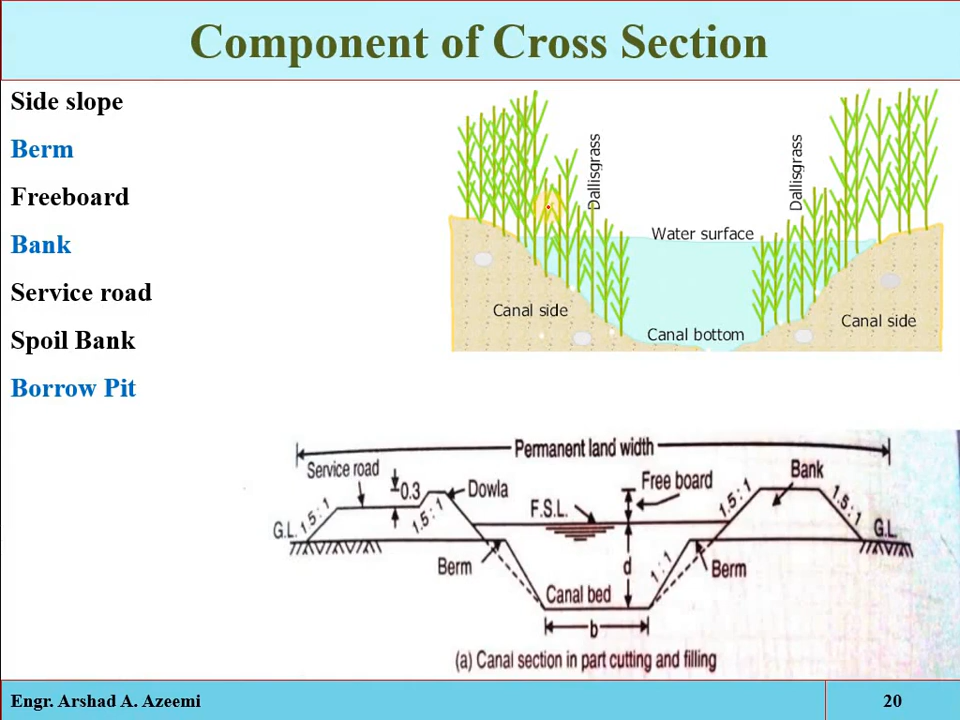 Component of Cross Section
Side slope
Berm
Freeboard
Bank
Service road
Spoil Bank
Borrow Pit
Dallisgrass
Dallisgrass
Water surface
Canal side
Canal bottom
Canal side
Permanent land width
Service road
0.3
Dowla
F.S.L.
Free board
1.5 : 1
Bank
1.5 : 1
G.L.
1.5 : 1
1.5 : 1
G.L.
Berm
d
1 : 1
Berm
Canal bed
b
(a) Canal section in part cutting and filling
Engr. Arshad A. Azeemi
20